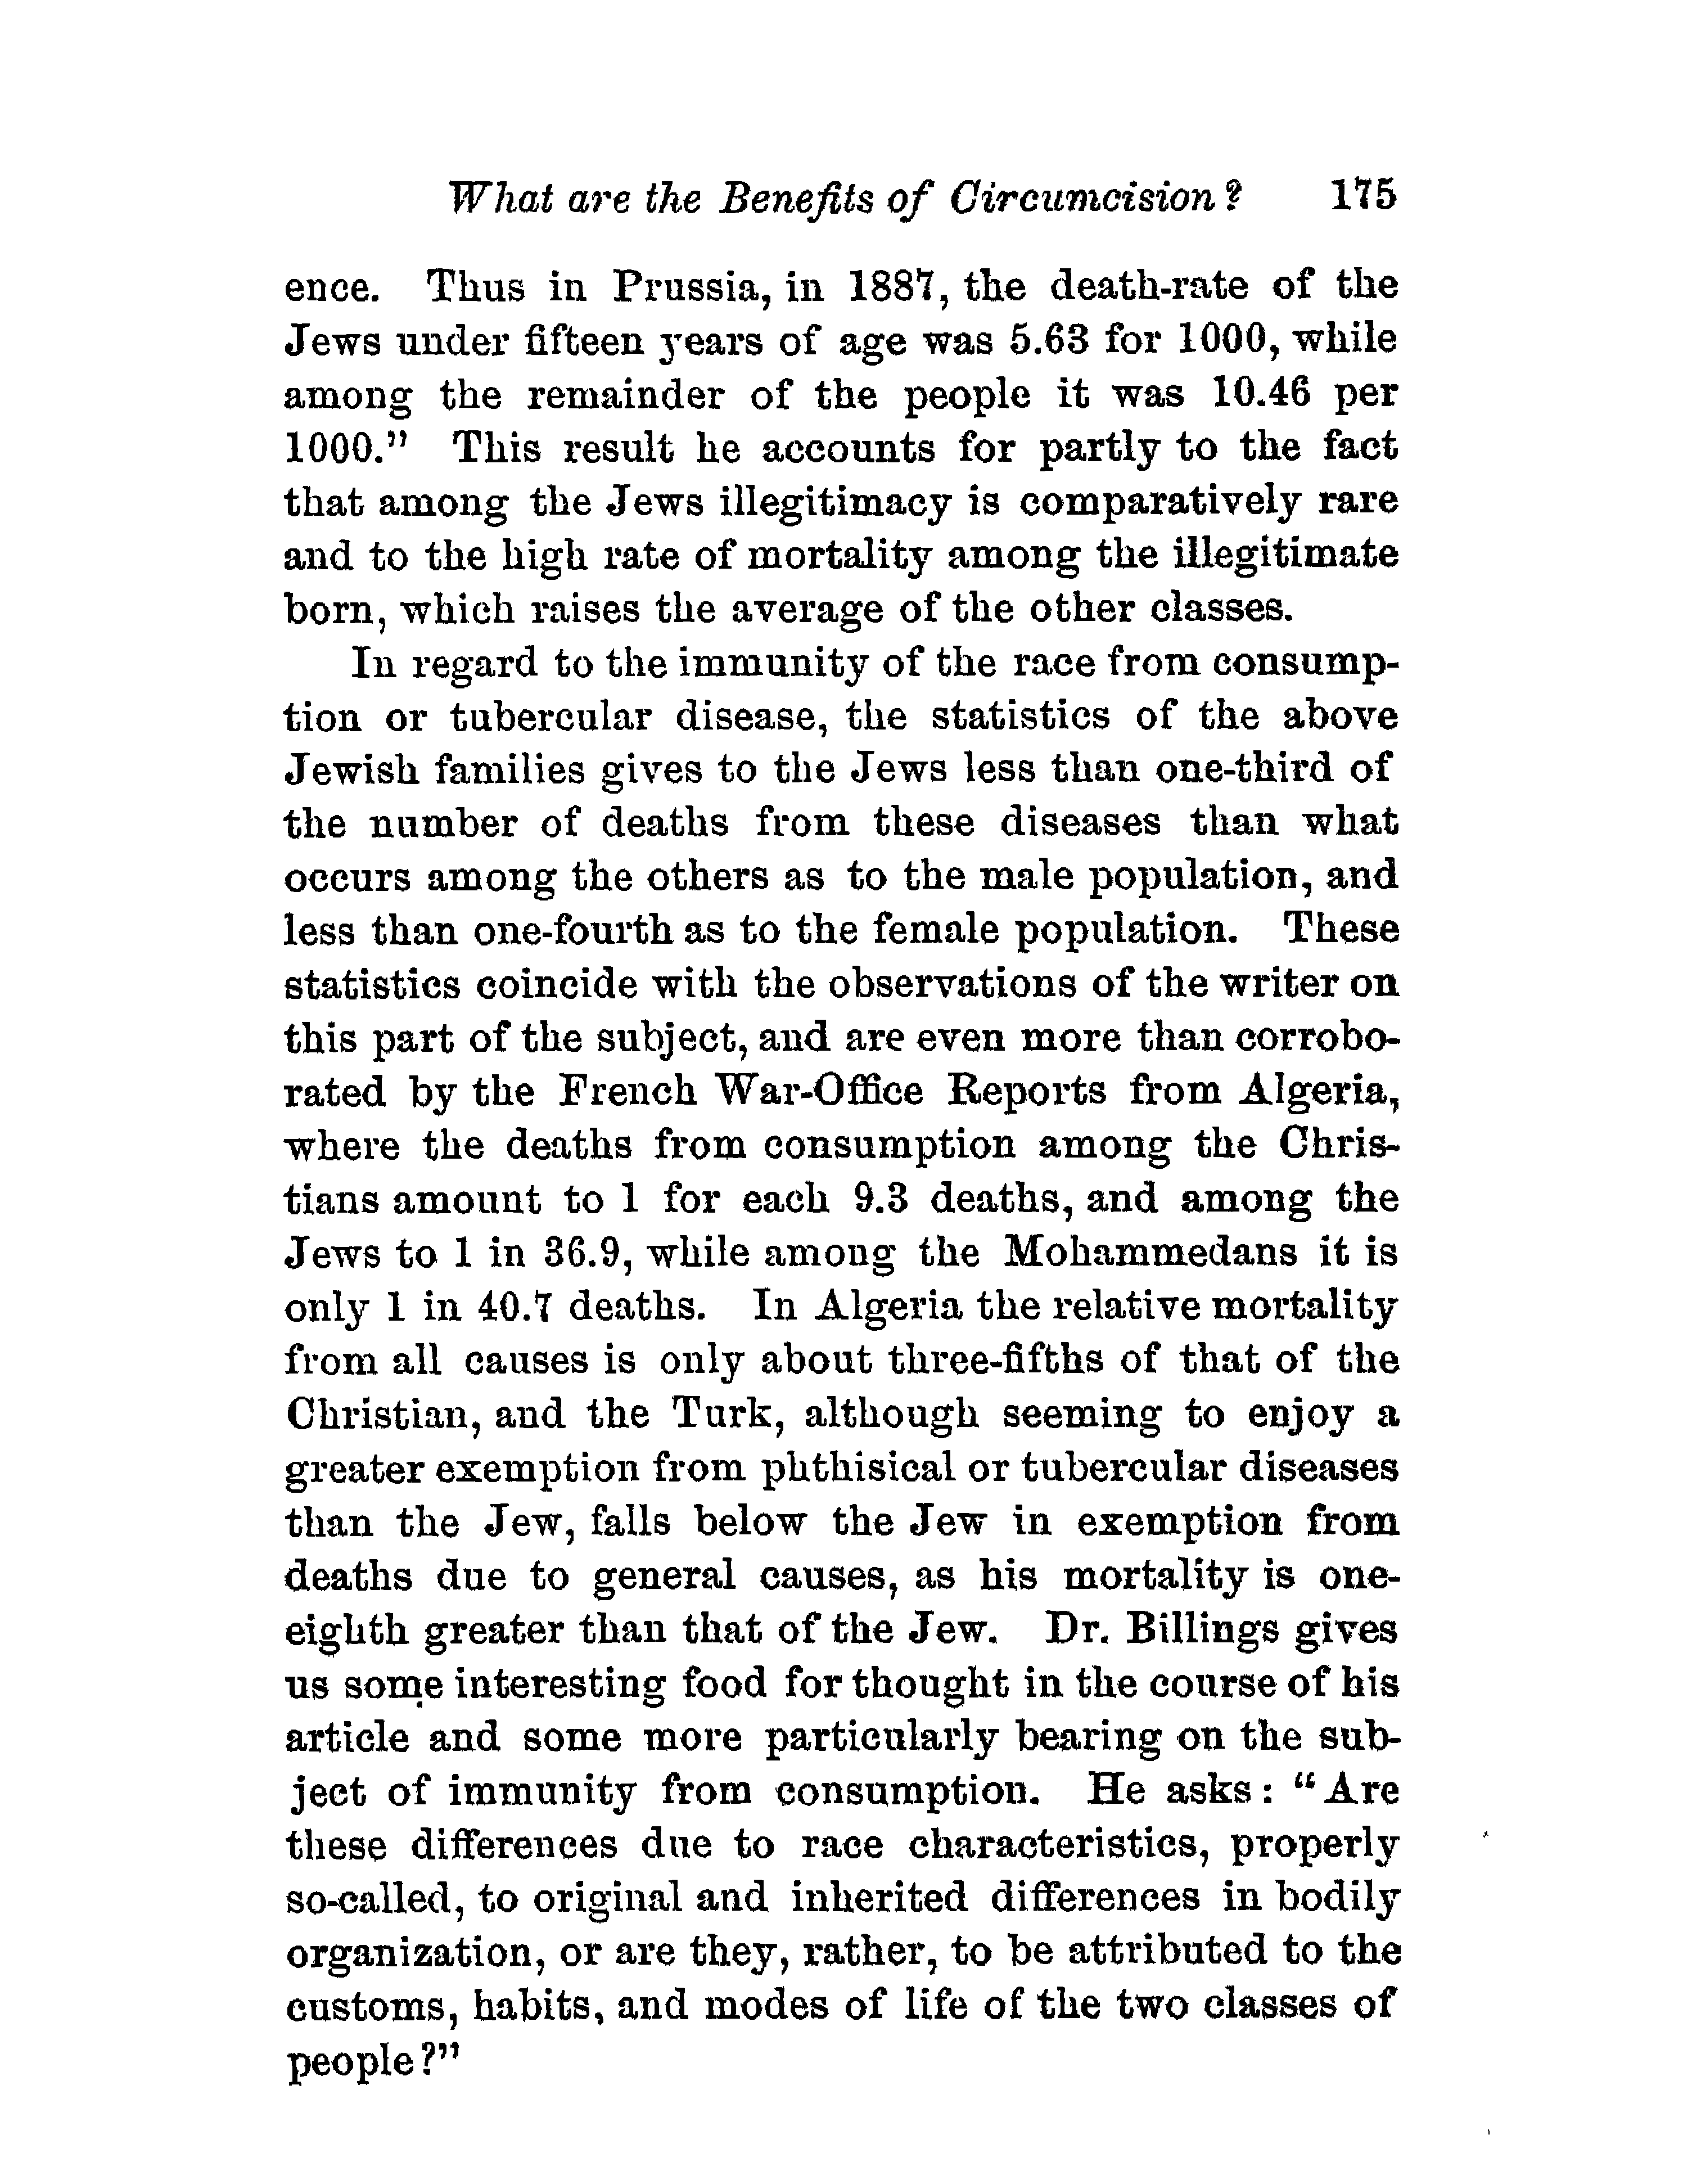 What are the Benefits of Circumcision? 175
ence. Thus in Prussia, in 1887, the death-rate of the
Jews under fifteen years of age was 5.63 for 1000, while
among the remainder of the people it was 10.46 per
1000.” This result he accounts for partly to the fact
that among the Jews illegitimacy is comparatively rare
and to the high rate of mortality among the illegitimate
born, which raises the average of the other classes.
In regard to the immunity of the race from consump-
tion or tubercular disease, the statistics of the above
Jewish families gives to the Jews less than one-third of
the number of deaths from these diseases than what
occurs among the others as to the male population, and
less than one-fourth as to the female population. These
statistics coincide with the observations of the writer on
this part of the subject, and are even more than corrobo-
rated by the French War-Office Reports from Algeria,
where the deaths from consumption among the Chris-
tians amount to 1 for each 9.3 deaths, and among the
Jews to 1 in 36.9, while among the Mohammedans it is
only 1 in 40.7 deaths. In Algeria the relative mortality
from all causes is only about three-fifths of that of the
Christian, and the Turk, although seeming to enjoy a
greater exemption from phthisical or tubercular diseases
than the Jew, falls below the Jew in exemption from
deaths due to general causes, as his mortality is one-
eighth greater than that of the Jew. Dr. Billings gives
us some interesting food for thought in the course of his
article and some more particularly bearing on the sub-
ject of immunity from consumption. He asks: “Are
these differences due to race characteristics, properly
so-called, to original and inherited differences in bodily
organization, or are they, rather, to be attributed to the
customs, habits, and modes of life of the two classes of
people?”